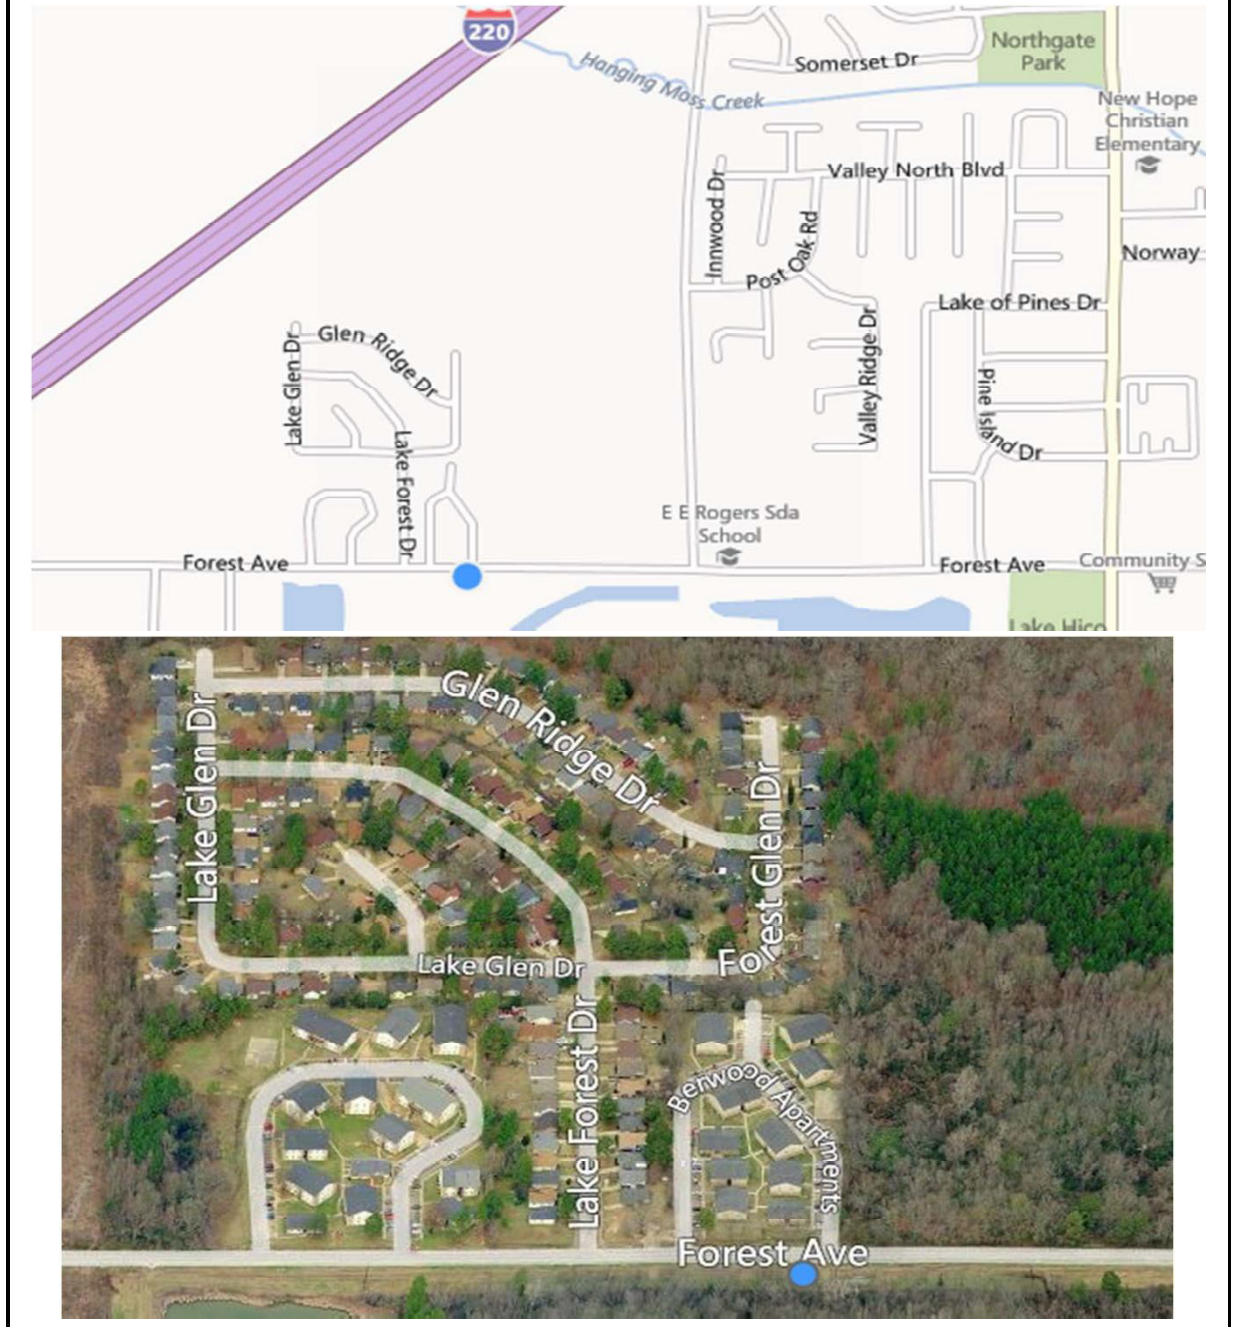 220
Hanging Moss Creek
Somerset Dr
Northgate
Park
New Hope
Christian
Elementary
Valley North Blvd
Innwood Dr
Post Oak Rd
Norway
Lake of Pines Dr
Glen Ridge Dr
Lake Glen Dr
Valley Ridge Dr
Pine Island Dr
Lake Forest Dr
E E Rogers Sda
School
Forest Ave
Forest Ave
Community S
Lake Hico
Glen Ridge Dr
Lake Glen Dr
Forest Glen Dr
Lake Glen Dr
Lake Forest Dr
Berwood Apartments
Forest Ave